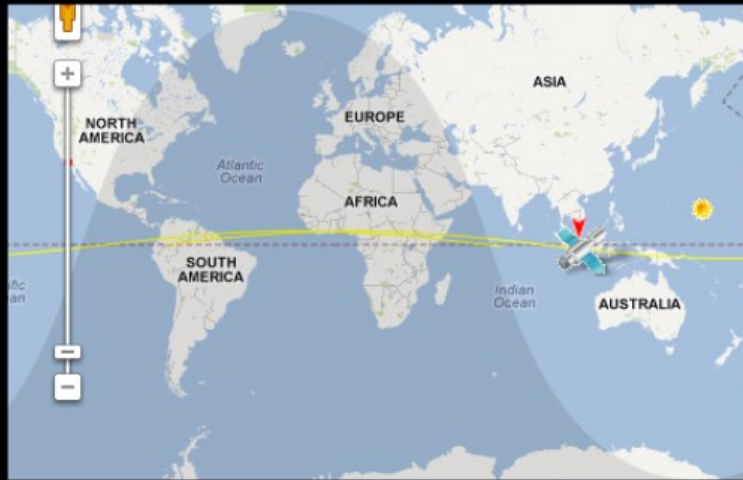 ASIA
NORTH
AMERICA
EUROPE
Atlantic
Ocean
AFRICA
SOUTH
AMERICA
Indian
Ocean
AUSTRALIA